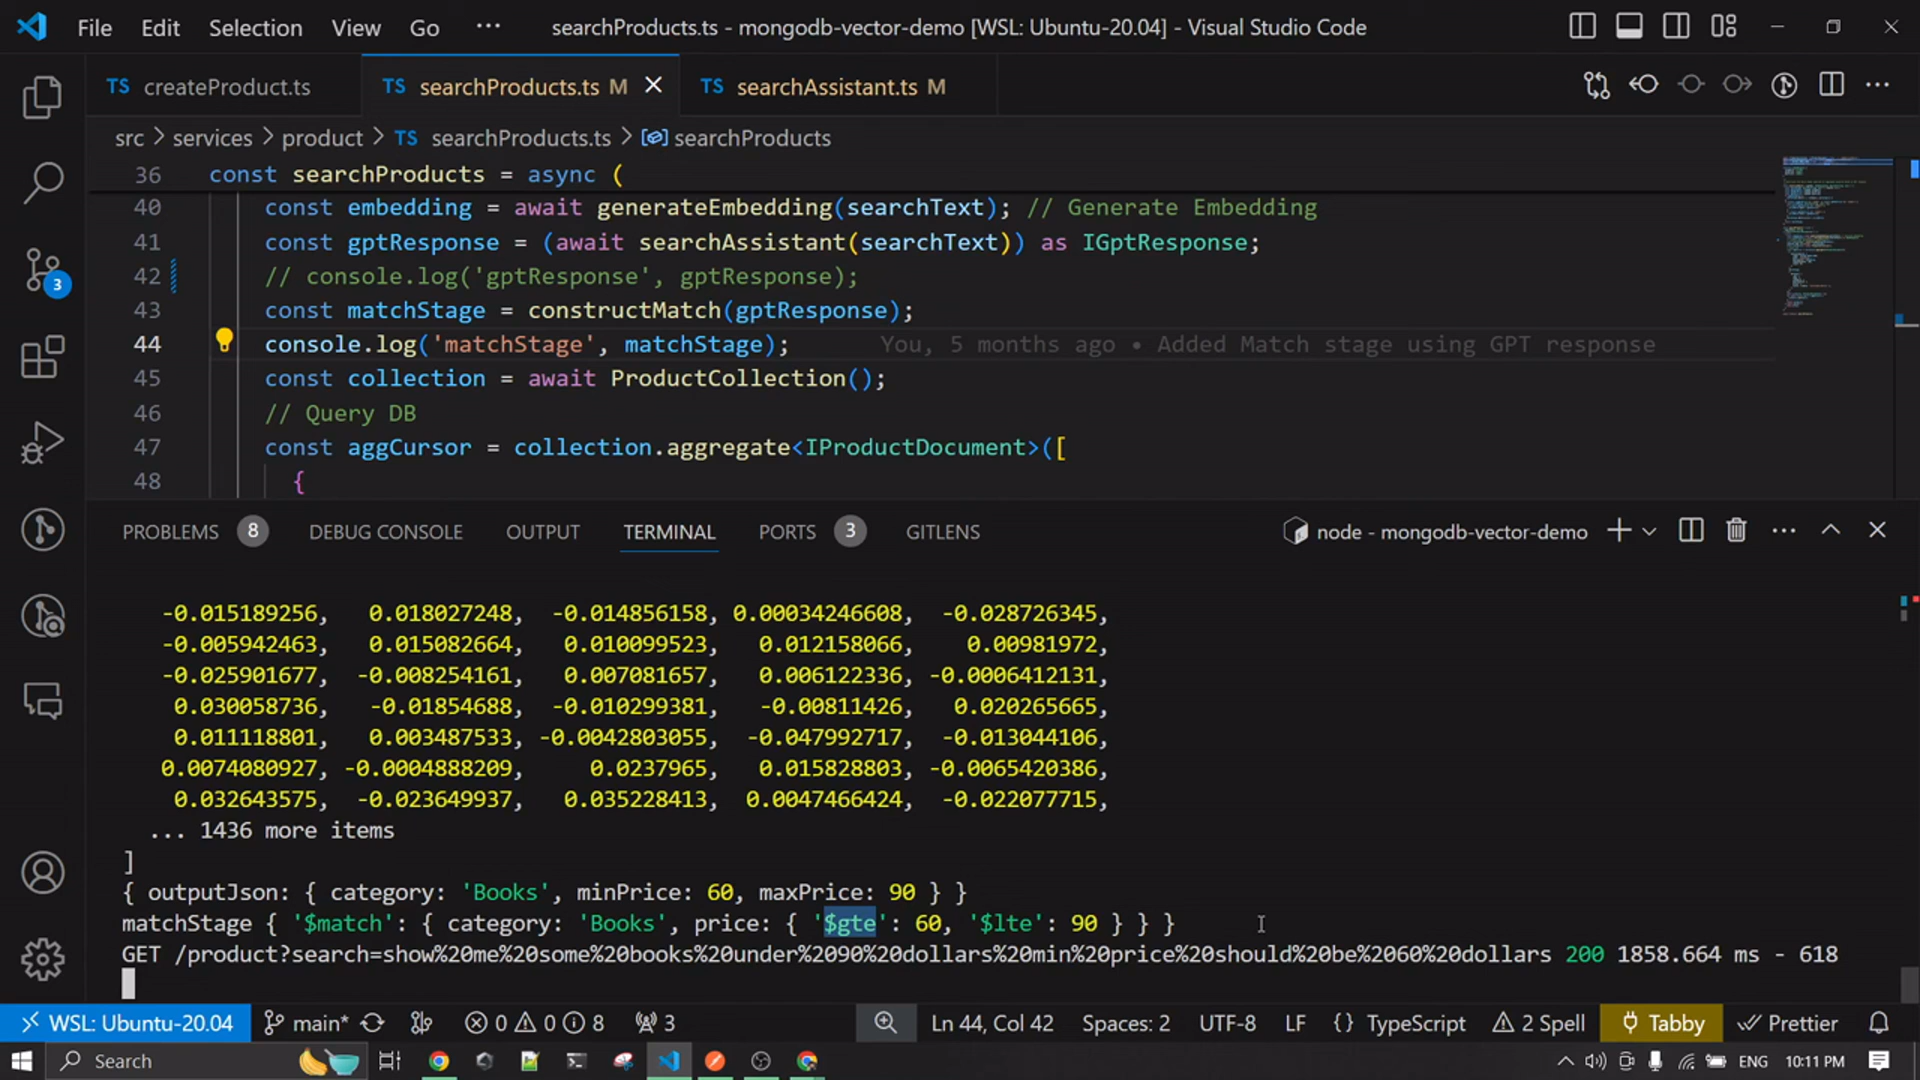 File Edit Selection View Go ··· searchProducts.ts - mongodb-vector-demo [WSL: Ubuntu-20.04] - Visual Studio Code
TS createProduct.ts TS searchProducts.ts M TS searchAssistant.ts M
src > services > product > TS searchProducts.ts > searchProducts
36 const searchProducts = async (
40 const embedding = await generateEmbedding(searchText); // Generate Embedding
41 const gptResponse = (await searchAssistant(searchText)) as IGptResponse;
42 // console.log('gptResponse', gptResponse);
43 const matchStage = constructMatch(gptResponse);
44 console.log('matchStage', matchStage); You, 5 months ago • Added Match stage using GPT response
45 const collection = await ProductCollection();
46 // Query DB
47 const aggCursor = collection.aggregate<IProductDocument>([
48 {
3
PROBLEMS 8 DEBUG CONSOLE OUTPUT TERMINAL PORTS 3 GITLENS node - mongodb-vector-demo
-0.015189256, 0.018027248, -0.014856158, 0.00034246608, -0.028726345,
-0.005942463, 0.015082664, 0.010099523, 0.012158066, 0.00981972,
-0.025901677, -0.008254161, 0.007081657, 0.006122336, -0.0006412131,
0.030058736, -0.01854688, -0.010299381, -0.00811426, 0.020265665,
0.011118801, 0.003487533, -0.0042803055, -0.047992717, -0.013044106,
0.0074080927, -0.0004888209, 0.0237965, 0.015828803, -0.0065420386,
0.032643575, -0.023649937, 0.035228413, 0.0047466424, -0.022077715,
... 1436 more items
]
{ outputJson: { category: 'Books', minPrice: 60, maxPrice: 90 } }
matchStage { '$match': { category: 'Books', price: { '$gte': 60, '$lte': 90 } } }
GET /product?search=show%20me%20some%20books%20under%2090%20dollars%20min%20price%20should%20be%2060%20dollars 200 1858.664 ms - 618
WSL: Ubuntu-20.04 main* 0 0 8 3 Ln 44, Col 42 Spaces: 2 UTF-8 LF {} TypeScript 2 Spell Tabby Prettier
Search ENG 10:11 PM